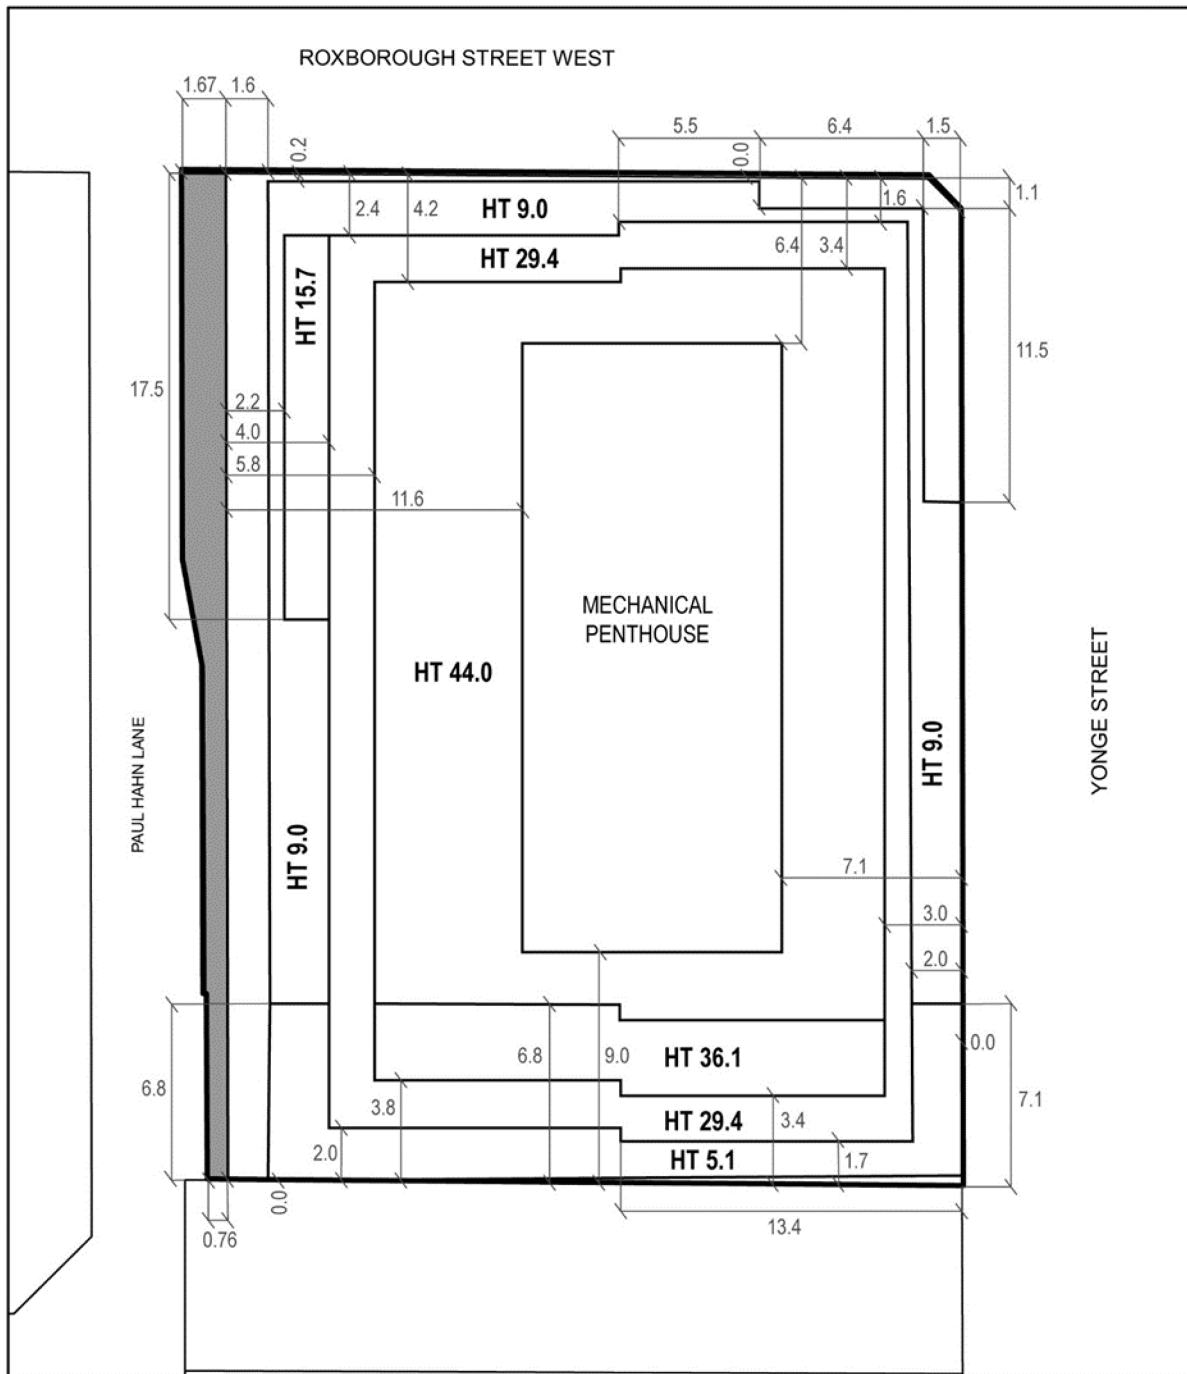 ROXBOROUGH STREET WEST
1.67
1.6
0.2
5.5
6.4
1.5
0.0
1.1
2.4
4.2
HT 9.0
1.6
6.4
3.4
HT 29.4
HT 15.7
11.5
17.5
2.2
4.0
5.8
11.6
MECHANICAL
PENTHOUSE
HT 44.0
YONGE STREET
PAUL HAHN LANE
HT 9.0
HT 9.0
7.1
3.0
2.0
6.8
3.8
2.0
6.8
9.0
HT 36.1
3.4
HT 29.4
1.7
HT 5.1
0.0
7.1
0.0
0.76
13.4